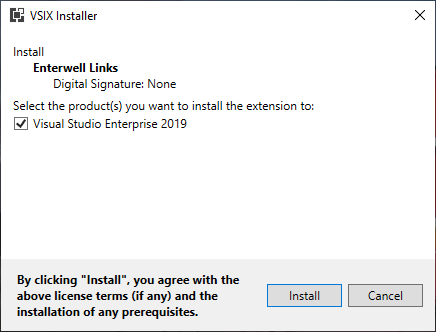 VSIX Installer
Install
Enterwell Links
Digital Signature: None
Select the product(s) you want to install the extension to:
Visual Studio Enterprise 2019
By clicking "Install", you agree with the
above license terms (if any) and the
installation of any prerequisites.
Install
Cancel